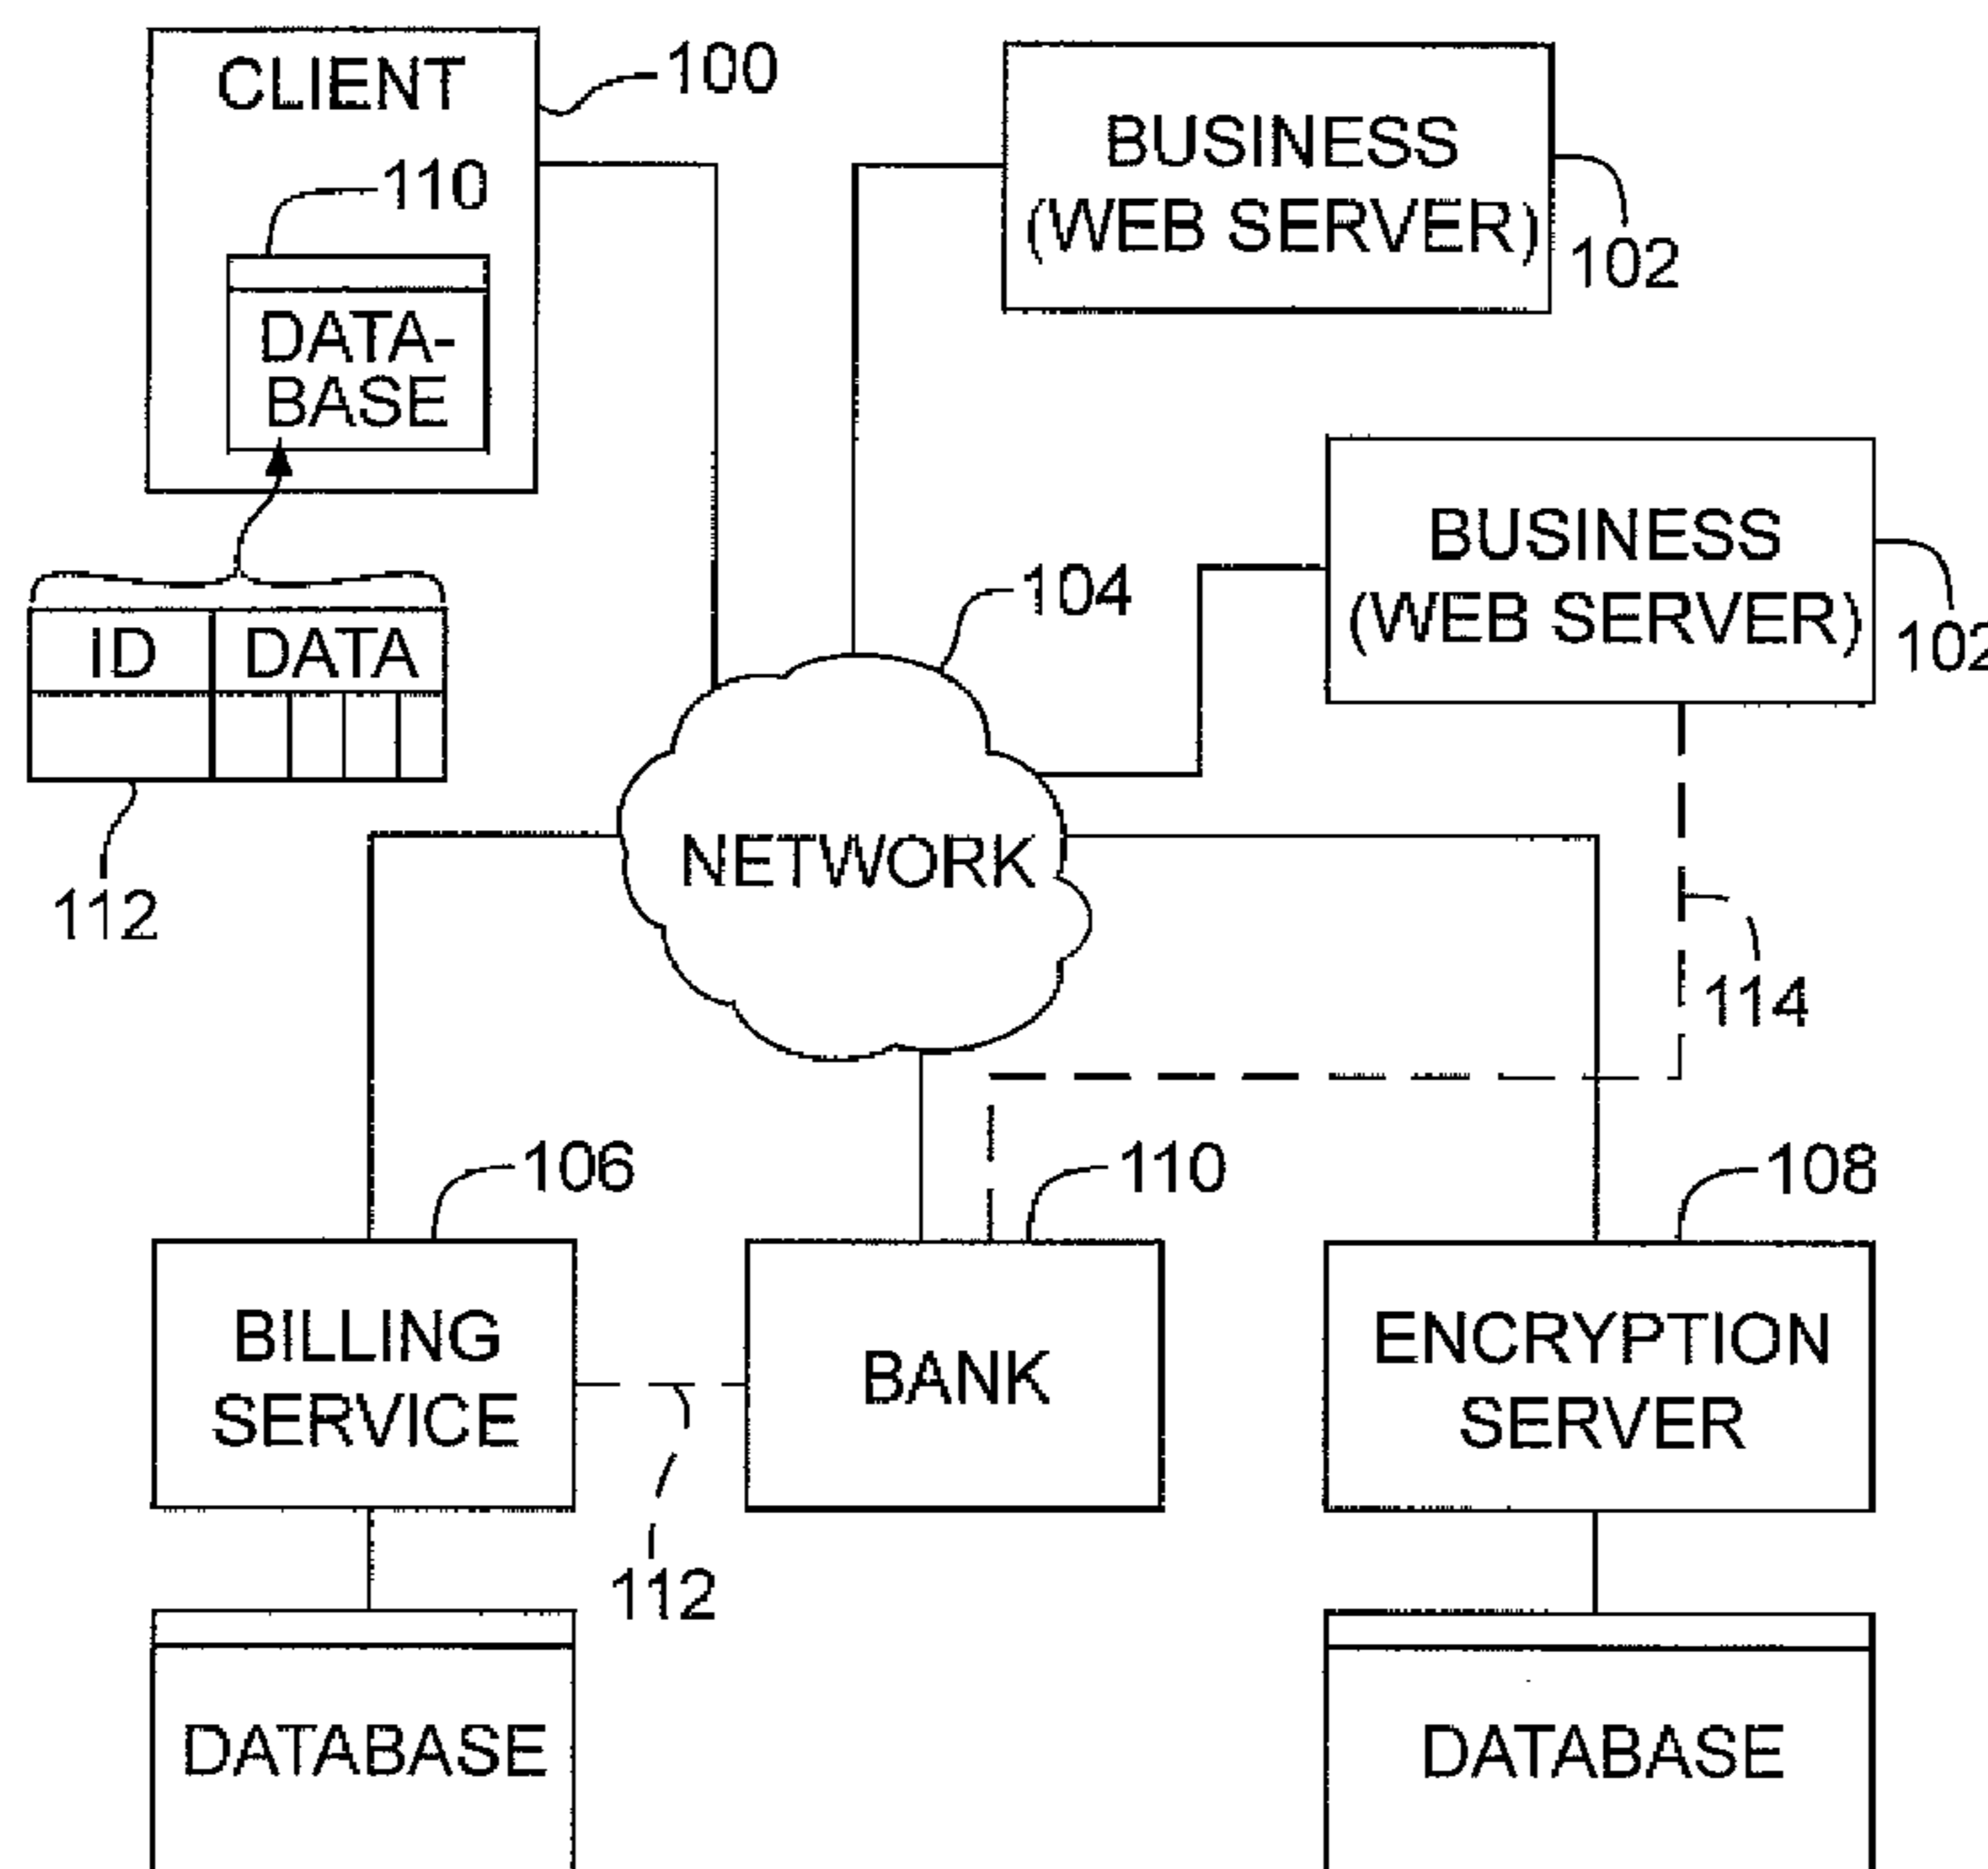 CLIENT
100
110
DATA-
BASE
BUSINESS
(WEB SERVER)
102
BUSINESS
(WEB SERVER)
102
104
ID DATA
112
NETWORK
114
106
110
108
BILLING
SERVICE
BANK
ENCRYPTION
SERVER
112
DATABASE
DATABASE